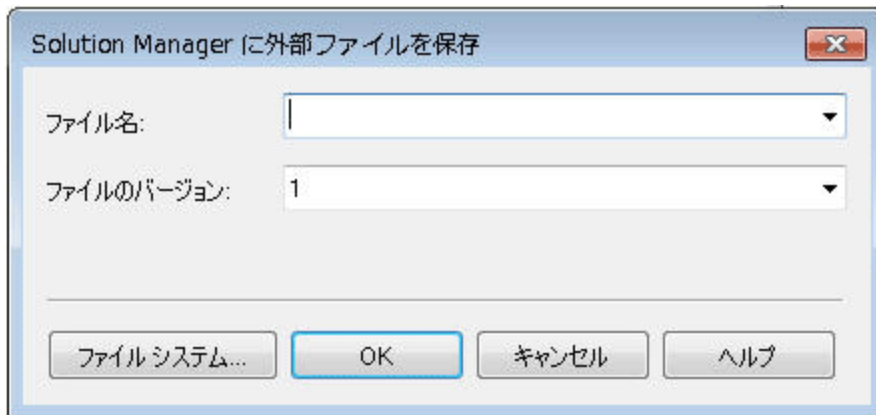 Solution Manager に外部ファイルを保存
ファイル名:
ファイルのバージョン: 1
ファイル システム... OK キャンセル ヘルプ